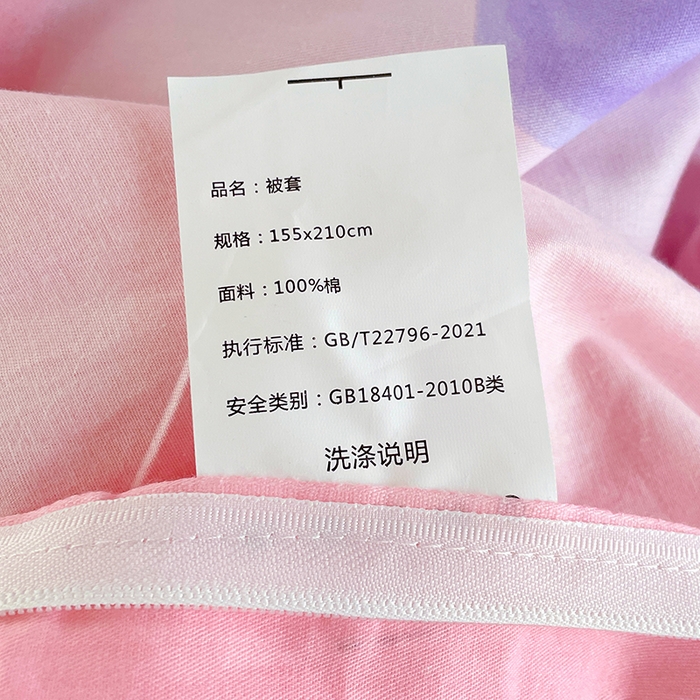 品名：被套
规格：155x210cm
面料：100%棉
执行标准：GB/T22796-2021
安全类别：GB18401-2010B类
洗涤说明